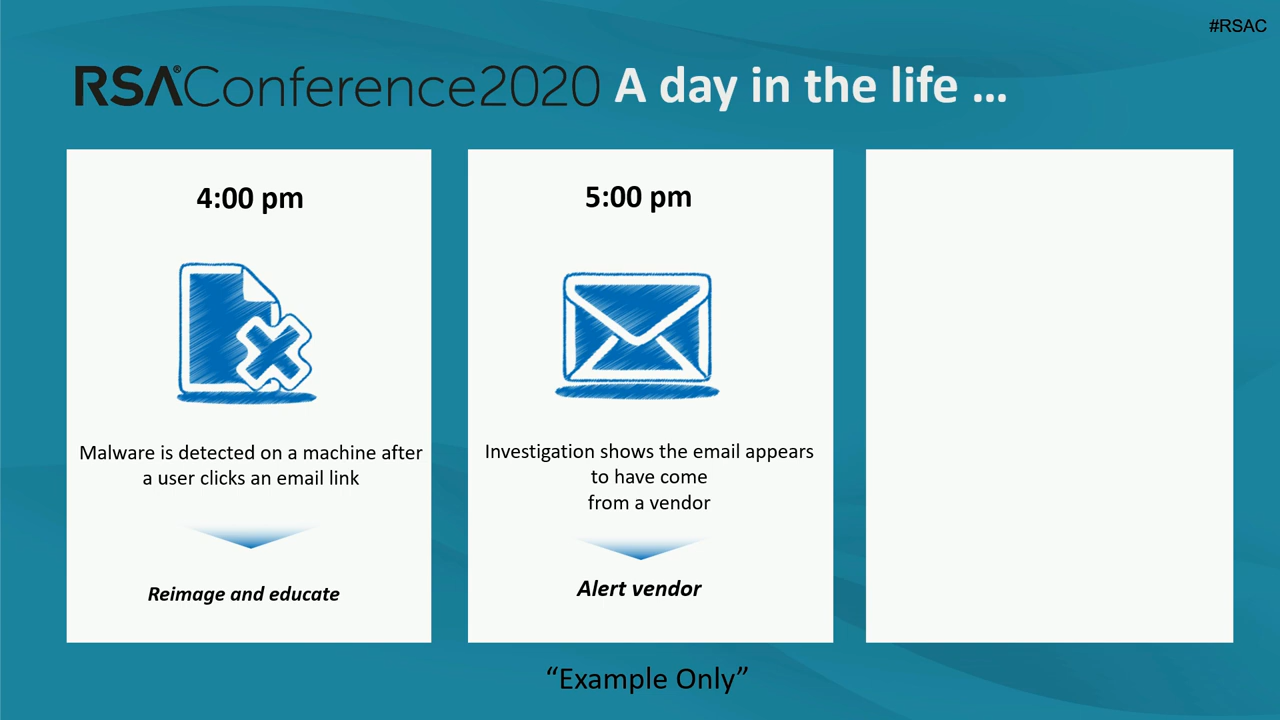 #RSAC
RSA®Conference2020 A day in the life …
4:00 pm
Malware is detected on a machine after
a user clicks an email link
Reimage and educate
5:00 pm
Investigation shows the email appears
to have come
from a vendor
Alert vendor
“Example Only”